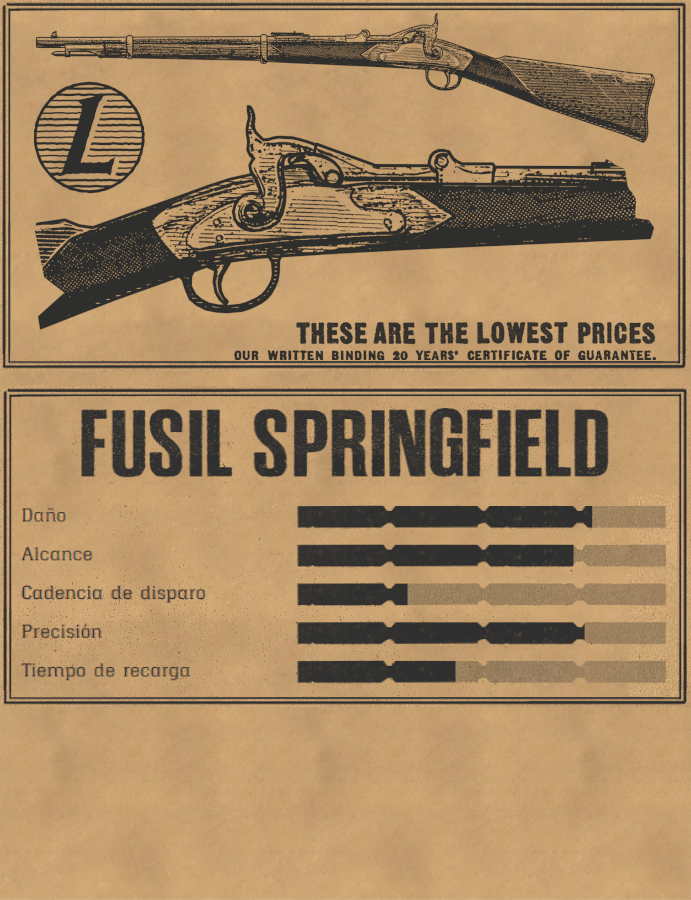 L
THESE ARE THE LOWEST PRICES
OUR WRITTEN BINDING 20 YEARS' CERTIFICATE OF GUARANTEE.
FUSIL SPRINGFIELD
Daño
Alcance
Cadencia de disparo
Precisión
Tiempo de recarga